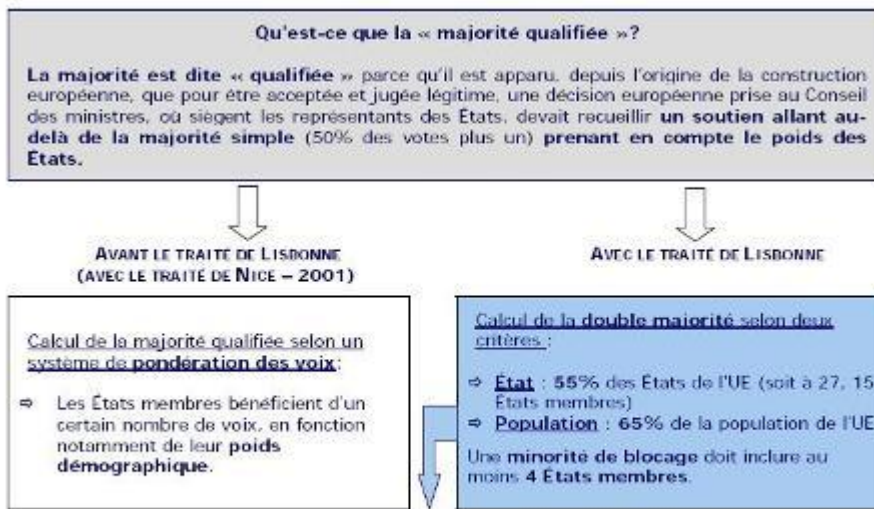 Qu'est-ce que la « majorité qualifiée »?
La majorité est dite « qualifiée » parce qu'il est apparu, depuis l'origine de la construction
européenne, que pour être acceptée et jugée légitime, une décision européenne prise au Conseil
des ministres, où siègent les représentants des États, devait recueillir un soutien allant au-
delà de la majorité simple (50% des votes plus un) prenant en compte le poids des
États.
AVANT LE TRAITÉ DE LISBONNE
(AVEC LE TRAITÉ DE NICE – 2001)
Calcul de la majorité qualifiée selon un
système de pondération des voix:
⇨ Les États membres bénéficient d'un
certain nombre de voix, en fonction
notamment de leur poids
démographique.
AVEC LE TRAITÉ DE LISBONNE
Calcul de la double majorité selon deux
critères :
⇨ État : 55% des États de l'UE (soit à 27, 15
États membres)
⇨ Population : 65% de la population de l'UE
Une minorité de blocage doit inclure au
moins 4 États membres.